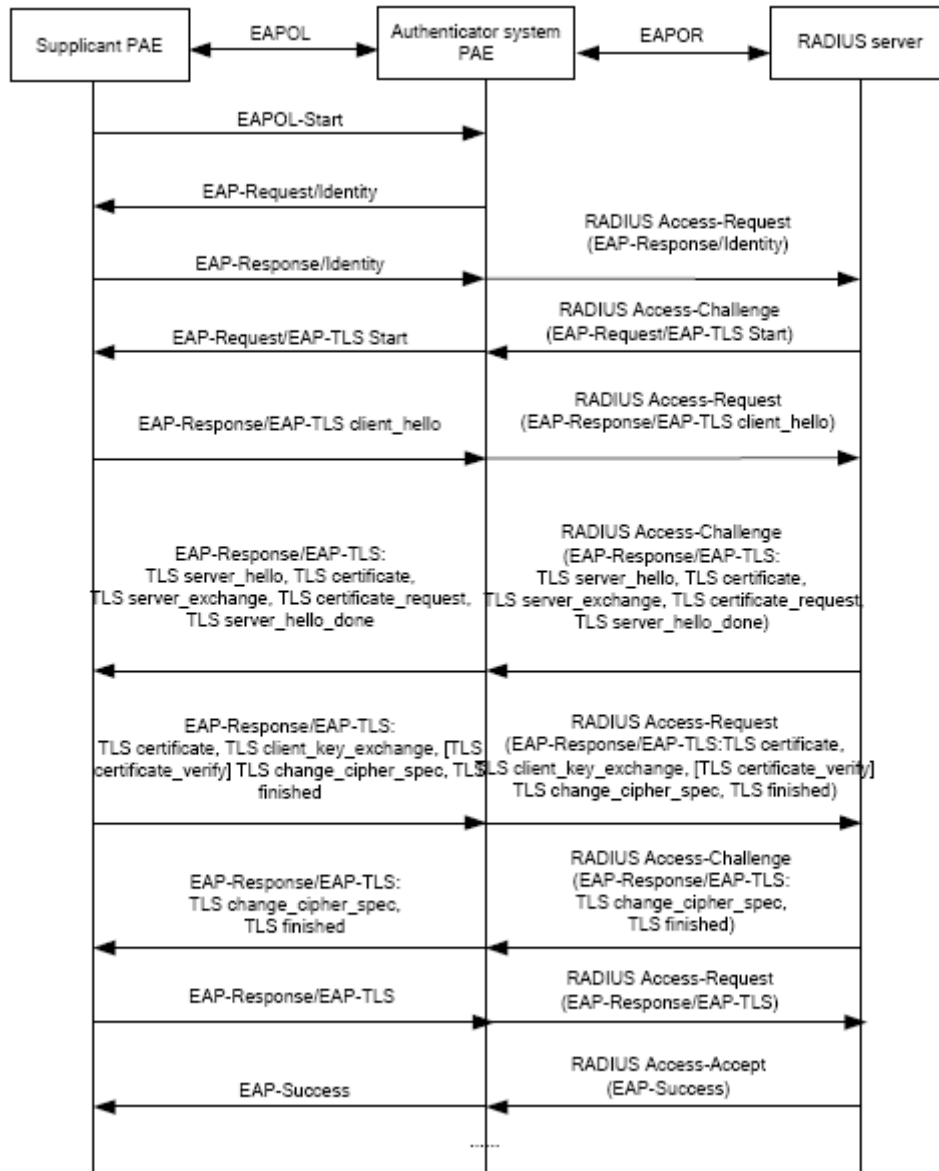 Supplicant PAE
EAPOL
Authenticator system
PAE
EAPOR
RADIUS server
EAPOL-Start
EAP-Request/Identity
RADIUS Access-Request
(EAP-Response/Identity)
EAP-Response/Identity
RADIUS Access-Challenge
(EAP-Request/EAP-TLS Start)
EAP-Request/EAP-TLS Start
RADIUS Access-Request
(EAP-Response/EAP-TLS client_hello)
EAP-Response/EAP-TLS client_hello
EAP-Response/EAP-TLS:
TLS server_hello, TLS certificate,
TLS server_exchange, TLS certificate_request,
TLS server_hello_done
RADIUS Access-Challenge
(EAP-Response/EAP-TLS:
TLS server_hello, TLS certificate,
TLS server_exchange, TLS certificate_request,
TLS server_hello_done)
EAP-Response/EAP-TLS:
TLS certificate, TLS client_key_exchange, [TLS
certificate_verify] TLS change_cipher_spec, TLS
finished
RADIUS Access-Request
(EAP-Response/EAP-TLS:TLS certificate,
TLS client_key_exchange, [TLS certificate_verify]
TLS change_cipher_spec, TLS finished)
EAP-Response/EAP-TLS:
TLS change_cipher_spec,
TLS finished
RADIUS Access-Challenge
(EAP-Response/EAP-TLS:
TLS change_cipher_spec,
TLS finished)
EAP-Response/EAP-TLS
RADIUS Access-Request
(EAP-Response/EAP-TLS)
EAP-Success
RADIUS Access-Accept
(EAP-Success)
......